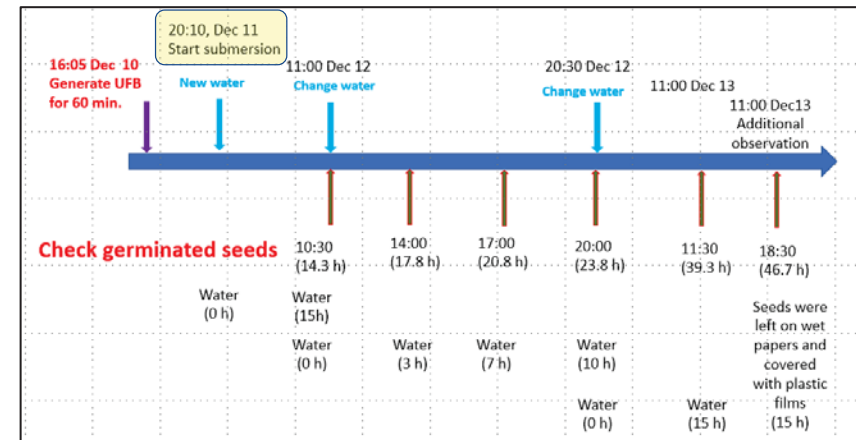 20:10, Dec 11
Start submersion
16:05 Dec 10
Generate UFB
for 60 min.
New water
11:00 Dec 12
Change water
20:30 Dec 12
Change water
11:00 Dec 13
11:00 Dec13
Additional
observation
Check germinated seeds
10:30
(14.3 h)
14:00
(17.8 h)
17:00
(20.8 h)
20:00
(23.8 h)
11:30
(39.3 h)
18:30
(46.7 h)
Water
(0 h)
Water
(15h)
Water
(0 h)
Water
(3 h)
Water
(7 h)
Water
(10 h)
Water
(0 h)
Water
(15 h)
Seeds were
left on wet
papers and
covered
with plastic
films
(15 h)